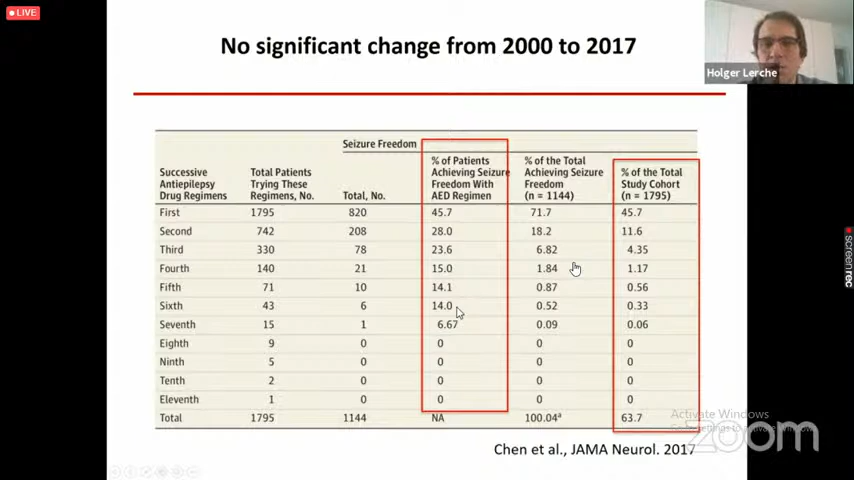 LIVE
No significant change from 2000 to 2017
Holger Lerche
Seizure Freedom
Successive Antiepilepsy Drug Regimens
Total Patients Trying These Regimens, No.
Total, No.
% of Patients Achieving Seizure Freedom With AED Regimen
% of the Total Achieving Seizure Freedom (n = 1144)
% of the Total Study Cohort (n = 1795)
First 1795 820 45.7 71.7 45.7
Second 742 208 28.0 18.2 11.6
Third 330 78 23.6 6.82 4.35
Fourth 140 21 15.0 1.84 1.17
Fifth 71 10 14.1 0.87 0.56
Sixth 43 6 14.0 0.52 0.33
Seventh 15 1 6.67 0.09 0.06
Eighth 9 0 0 0 0
Ninth 5 0 0 0 0
Tenth 2 0 0 0 0
Eleventh 1 0 0 0 0
Total 1795 1144 NA 100.04a 63.7
Activate Windows
zoom
Chen et al., JAMA Neurol. 2017
screenrec